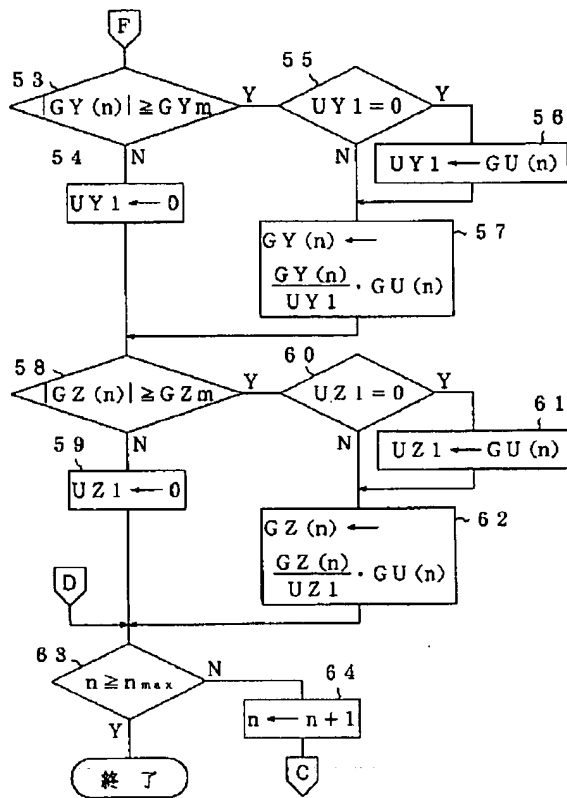 F
53
|GY(n)|≧GYm
Y
55
UY1=0
Y
56
UY1←GU(n)
54
N
N
UY1←0
57
GY(n)←
GY(n)
UY1
・GU(n)
58
|GZ(n)|≧GZm
Y
60
UZ1=0
Y
61
UZ1←GU(n)
59
N
N
UZ1←0
62
GZ(n)←
GZ(n)
UZ1
・GU(n)
D
63
n≧nmax
N
64
n←n+1
Y
終了
C